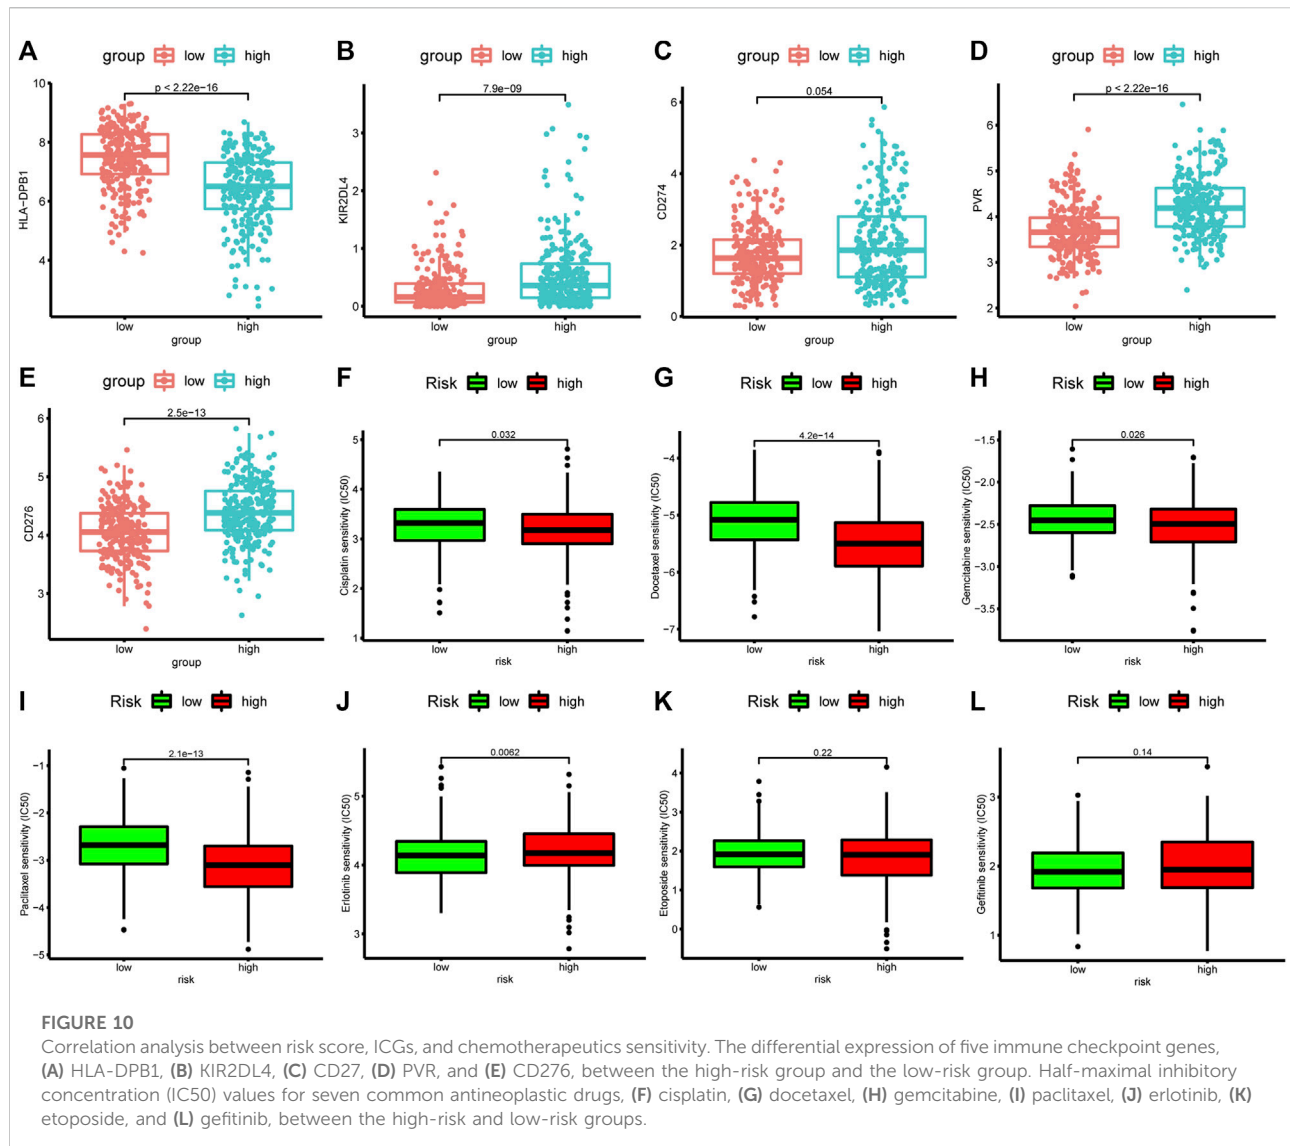 A
group low high
HLA-DPB1
10
8
6
4
p < 2.22e-16
low high
group
B
group low high
KIR2DL4
3
2
1
0
7.9e-09
low high
group
C
group low high
CD274
6
4
2
0
0.054
low high
group
D
group low high
PVR
6
5
4
3
2
p < 2.22e-16
low high
group
E
group low high
CD276
6
5
4
3
2.5e-13
low high
group
F
Risk low high
Cisplatin sensitivity (IC50)
5
4
3
2
1
0.032
low high
risk
G
Risk low high
Docetaxel sensitivity (IC50)
-4
-5
-6
-7
4.2e-14
low high
risk
H
Risk low high
Gemcitabine sensitivity (IC50)
-1.5
-2.0
-2.5
-3.0
-3.5
0.026
low high
risk
I
Risk low high
Paclitaxel sensitivity (IC50)
-1
-2
-3
-4
-5
2.1e-13
low high
risk
J
Risk low high
Erlotinib sensitivity (IC50)
5
4
3
0.0062
low high
risk
K
Risk low high
Etoposide sensitivity (IC50)
4
3
2
1
0
0.22
low high
risk
L
Risk low high
Gefitinib sensitivity (IC50)
3
2
1
0.14
low high
risk
FIGURE 10
Correlation analysis between risk score, ICGs, and chemotherapeutics sensitivity. The differential expression of five immune checkpoint genes,
(A) HLA-DPB1, (B) KIR2DL4, (C) CD27, (D) PVR, and (E) CD276, between the high-risk group and the low-risk group. Half-maximal inhibitory
concentration (IC50) values for seven common antineoplastic drugs, (F) cisplatin, (G) docetaxel, (H) gemcitabine, (I) paclitaxel, (J) erlotinib, (K)
etoposide, and (L) gefitinib, between the high-risk and low-risk groups.